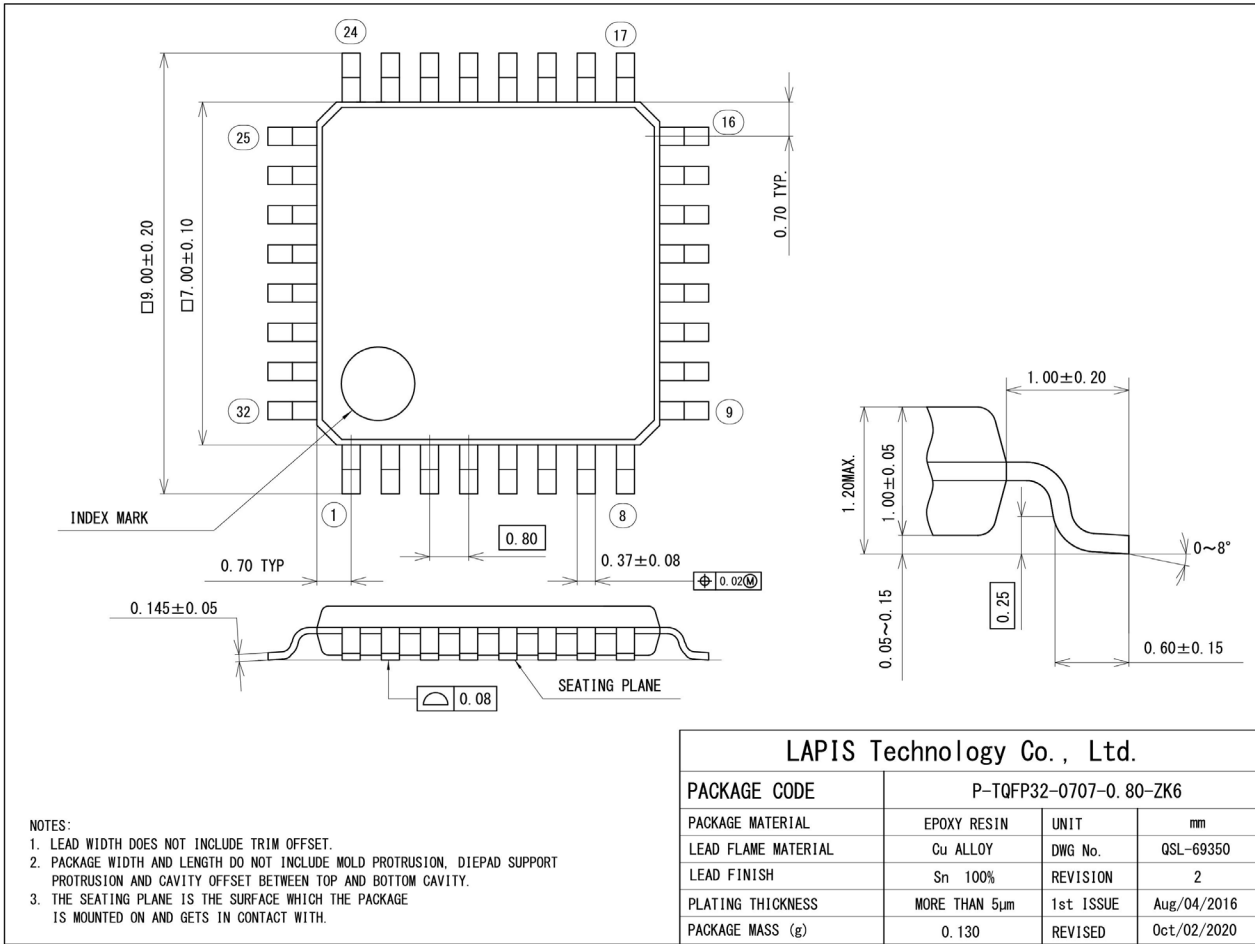 24
17
25
16
0.70 TYP.
□9.00±0.20
□7.00±0.10
32
9
INDEX MARK
1
8
0.80
0.70 TYP
0.37±0.08
⌖ 0.02Ⓜ
0.145±0.05
SEATING PLANE
⌓ 0.08
1.00±0.20
1.20MAX.
1.00±0.05
0~8°
0.05~0.15
0.25
0.60±0.15
NOTES:
1. LEAD WIDTH DOES NOT INCLUDE TRIM OFFSET.
2. PACKAGE WIDTH AND LENGTH DO NOT INCLUDE MOLD PROTRUSION, DIEPAD SUPPORT
PROTRUSION AND CAVITY OFFSET BETWEEN TOP AND BOTTOM CAVITY.
3. THE SEATING PLANE IS THE SURFACE WHICH THE PACKAGE
IS MOUNTED ON AND GETS IN CONTACT WITH.
LAPIS Technology Co., Ltd.
PACKAGE CODE P-TQFP32-0707-0.80-ZK6
PACKAGE MATERIAL EPOXY RESIN UNIT mm
LEAD FLAME MATERIAL Cu ALLOY DWG No. QSL-69350
LEAD FINISH Sn 100% REVISION 2
PLATING THICKNESS MORE THAN 5μm 1st ISSUE Aug/04/2016
PACKAGE MASS (g) 0.130 REVISED Oct/02/2020